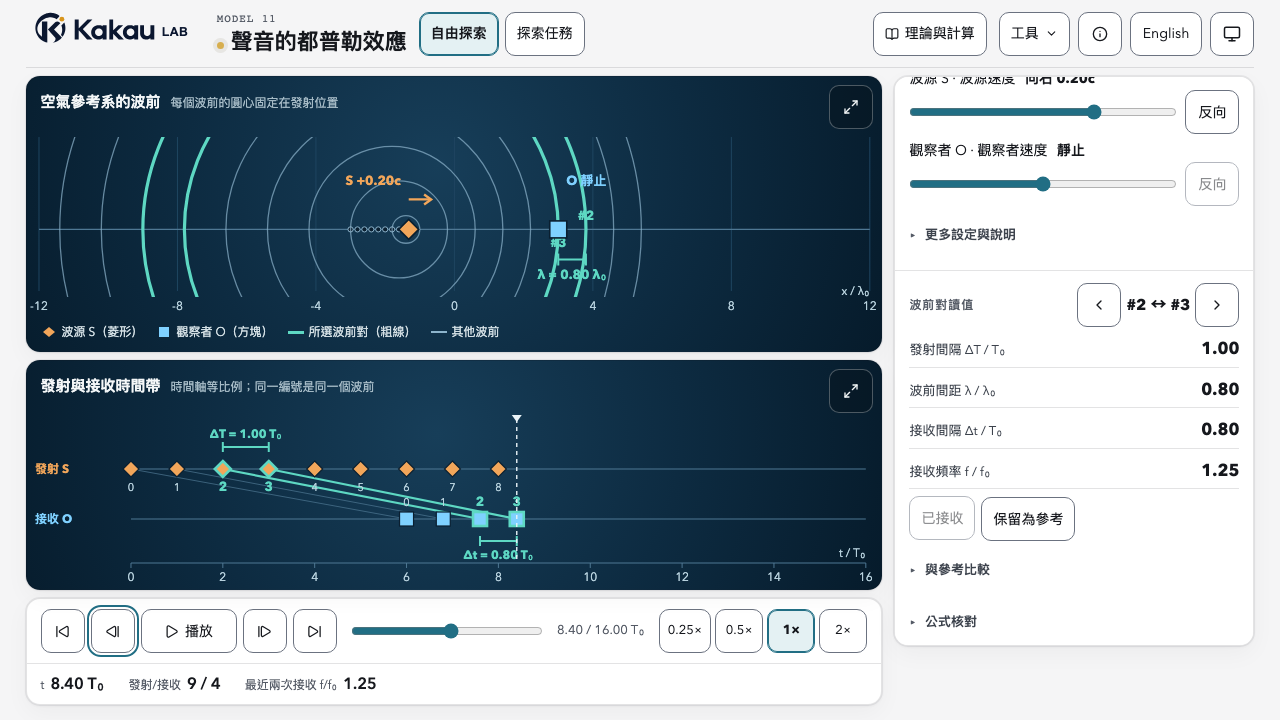 Kakau LAB
MODEL 11
聲音的都普勒效應
自由探索
探索任務
理論與計算
工具
English
空氣參考系的波前 每個波前的圓心固定在發射位置
S +0.20c
O 靜止
#2
#3
λ = 0.80 λ₀
x / λ₀
-12 -8 -4 0 4 8 12
波源 S（菱形） 觀察者 O（方塊） 所選波前對（粗線） 其他波前
發射與接收時間帶 時間軸等比例；同一編號是同一個波前
ΔT = 1.00 T₀
發射 S
0 1 2 3 4 5 6 7 8
0 1 2 3
接收 O
Δt = 0.80 T₀
t / T₀
0 2 4 6 8 10 12 14 16
播放
8.40 / 16.00 T₀
0.25× 0.5× 1× 2×
t 8.40 T₀ 發射/接收 9 / 4 最近兩次接收 f/f₀ 1.25
波源 S · 波源速度 向右 0.20c
反向
觀察者 O · 觀察者速度 靜止
反向
更多設定與說明
波前對讀值
#2 ↔ #3
發射間隔 ΔT / T₀ 1.00
波前間距 λ / λ₀ 0.80
接收間隔 Δt / T₀ 0.80
接收頻率 f / f₀ 1.25
已接收
保留為參考
與參考比較
公式核對